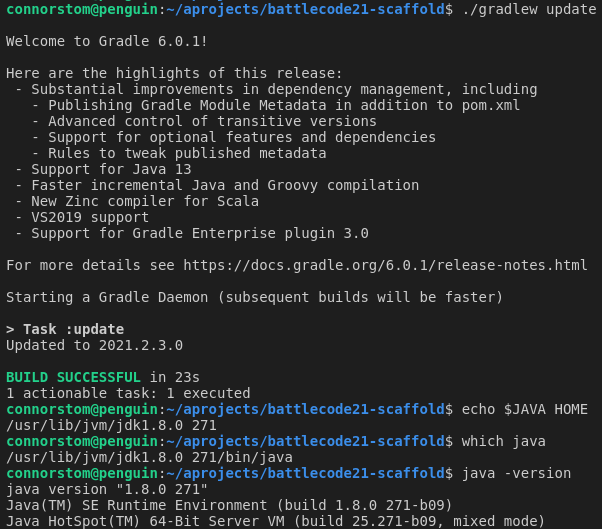 connorstom@penguin:~/aprojects/battlecode21-scaffold$ ./gradlew update
Welcome to Gradle 6.0.1!
Here are the highlights of this release:
 - Substantial improvements in dependency management, including
   - Publishing Gradle Module Metadata in addition to pom.xml
   - Advanced control of transitive versions
   - Support for optional features and dependencies
   - Rules to tweak published metadata
 - Support for Java 13
 - Faster incremental Java and Groovy compilation
 - New Zinc compiler for Scala
 - VS2019 support
 - Support for Gradle Enterprise plugin 3.0
For more details see https://docs.gradle.org/6.0.1/release-notes.html
Starting a Gradle Daemon (subsequent builds will be faster)
> Task :update
Updated to 2021.2.3.0
BUILD SUCCESSFUL in 23s
1 actionable task: 1 executed
connorstom@penguin:~/aprojects/battlecode21-scaffold$ echo $JAVA HOME
/usr/lib/jvm/jdk1.8.0 271
connorstom@penguin:~/aprojects/battlecode21-scaffold$ which java
/usr/lib/jvm/jdk1.8.0 271/bin/java
connorstom@penguin:~/aprojects/battlecode21-scaffold$ java -version
java version "1.8.0 271"
Java(TM) SE Runtime Environment (build 1.8.0 271-b09)
Java HotSpot(TM) 64-Bit Server VM (build 25.271-b09, mixed mode)